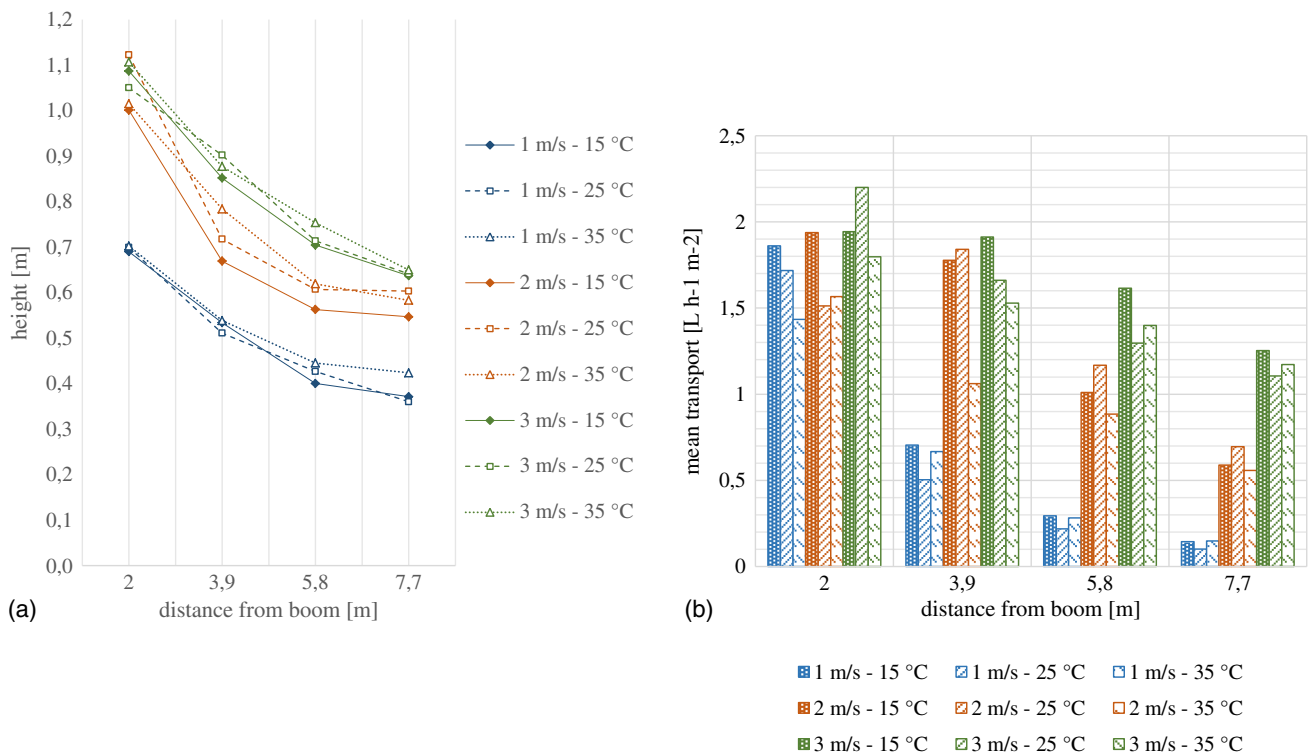 1,2
1,1
1,0
0,9
0,8
0,7
0,6
0,5
0,4
0,3
0,2
0,1
0,0
height [m]
2 3,9 5,8 7,7
distance from boom [m]
(a)
1 m/s - 15 °C
1 m/s - 25 °C
1 m/s - 35 °C
2 m/s - 15 °C
2 m/s - 25 °C
2 m/s - 35 °C
3 m/s - 15 °C
3 m/s - 25 °C
3 m/s - 35 °C
2,5
2
1,5
1
0,5
0
mean transport [L h-1 m-2]
2 3,9 5,8 7,7
distance from boom [m]
(b)
1 m/s - 15 °C 1 m/s - 25 °C 1 m/s - 35 °C
2 m/s - 15 °C 2 m/s - 25 °C 2 m/s - 35 °C
3 m/s - 15 °C 3 m/s - 25 °C 3 m/s - 35 °C